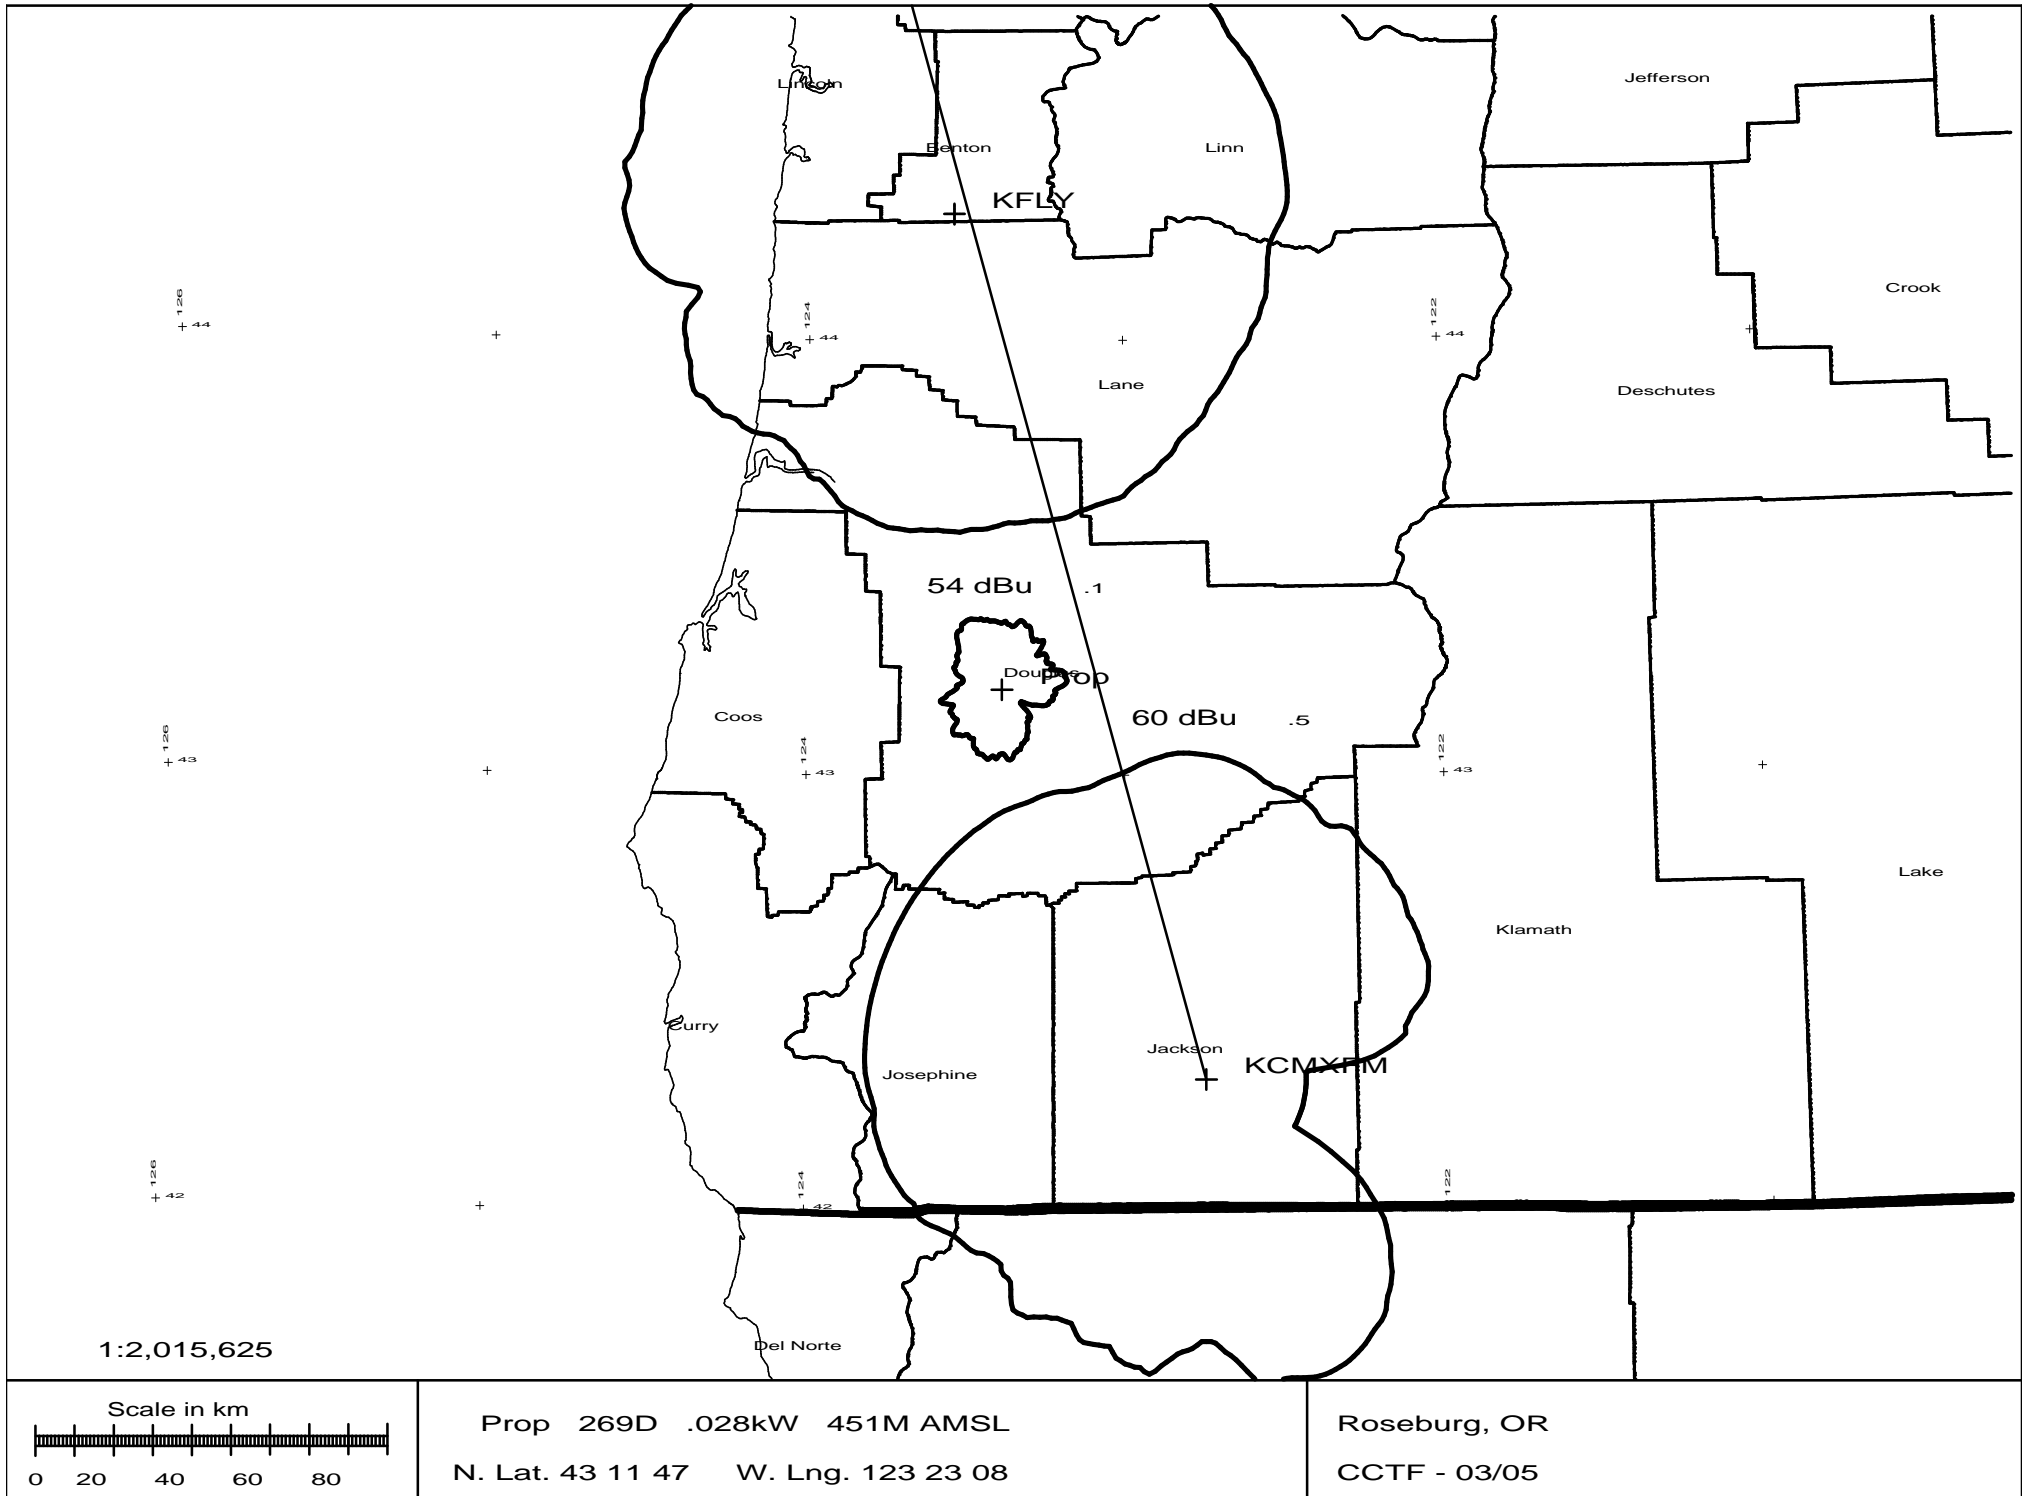 Jefferson
Lincoln
Benton
Linn
KFLY
Crook
126
44
124
44
122
44
Lane
Deschutes
54 dBu .1
Douglas
Prop
60 dBu .5
Coos
126
43
124
43
122
43
Lake
Klamath
Curry
Jackson
KCMXFM
Josephine
126
42
124
42
122
Del Norte
1:2,015,625
Scale in km
0 20 40 60 80
Prop 269D .028kW 451M AMSL
N. Lat. 43 11 47 W. Lng. 123 23 08
Roseburg, OR
CCTF - 03/05